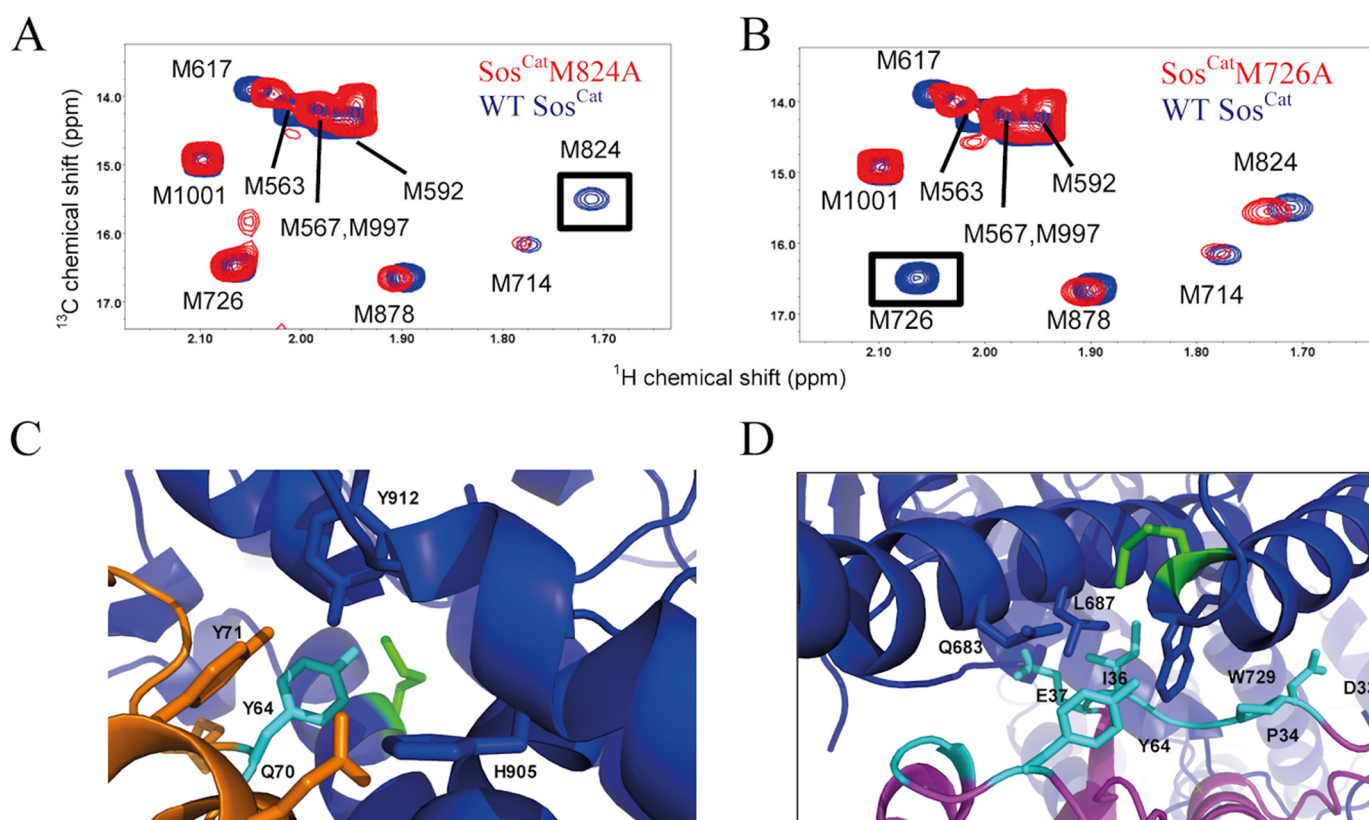 A
B
M617
Sos^Cat M824A
WT Sos^Cat
14.0
15.0
16.0
17.0
M824
M1001
M563
M592
M567,M997
M726
M878
M714
2.10
2.00
1.90
1.80
1.70
¹³C chemical shift (ppm)
M617
Sos^Cat M726A
WT Sos^Cat
14.0
15.0
16.0
17.0
M824
M1001
M563
M592
M567,M997
M726
M878
M714
2.10
2.00
1.90
1.80
1.70
¹H chemical shift (ppm)
C
D
Y912
Y71
Y64
Q70
H905
L687
Q683
I36
E37
W729
Y64
P34